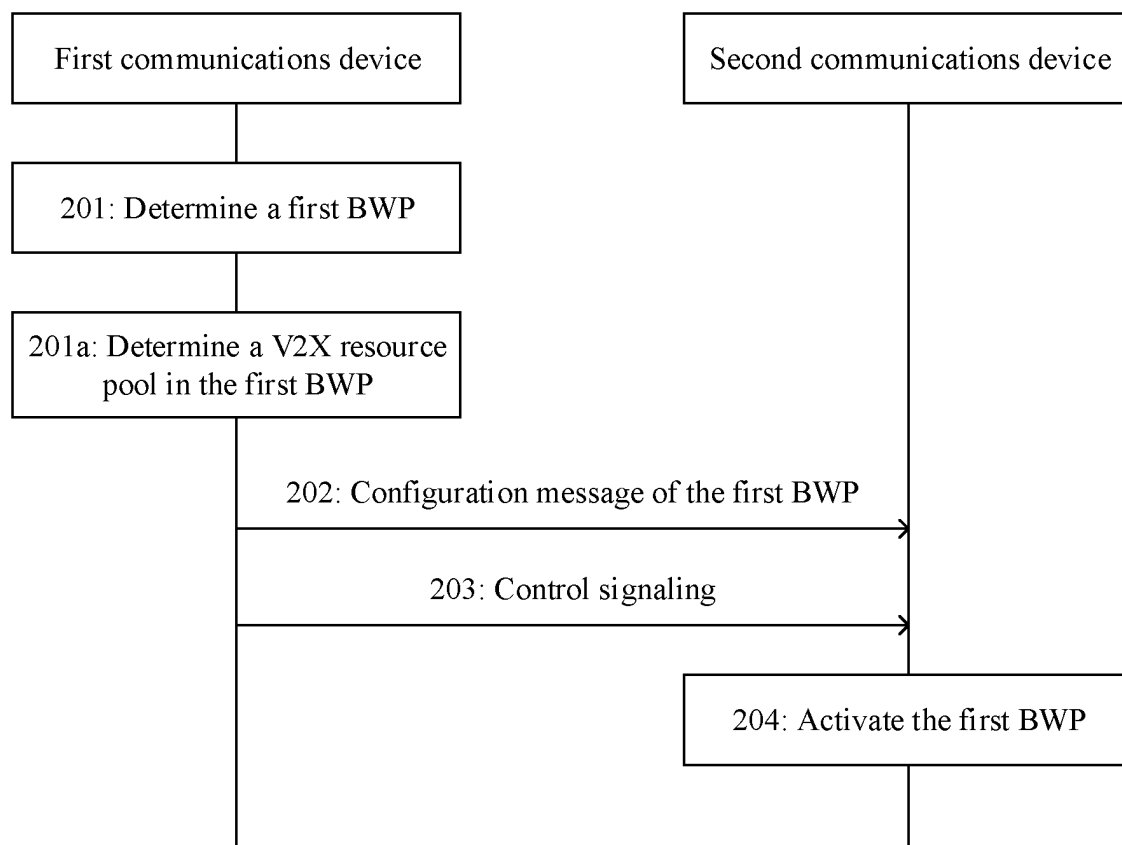 First communications device
Second communications device
201: Determine a first BWP
201a: Determine a V2X resource
pool in the first BWP
202: Configuration message of the first BWP
203: Control signaling
204: Activate the first BWP